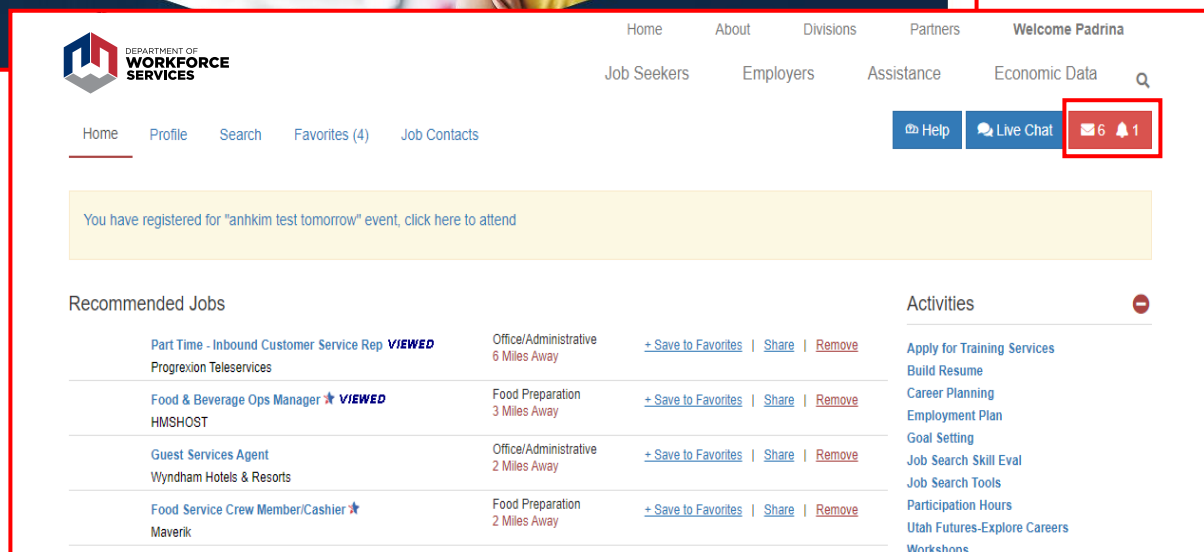 Home About Divisions Partners Welcome Padrina
DEPARTMENT OF
WORKFORCE
SERVICES
Job Seekers Employers Assistance Economic Data
Home Profile Search Favorites (4) Job Contacts
Help Live Chat 6 1
You have registered for "anhkim test tomorrow" event, click here to attend
Recommended Jobs
Part Time - Inbound Customer Service Rep VIEWED
Progrexion Teleservices
Office/Administrative
6 Miles Away
+ Save to Favorites | Share | Remove
Food & Beverage Ops Manager VIEWED
HMSHOST
Food Preparation
3 Miles Away
+ Save to Favorites | Share | Remove
Guest Services Agent
Wyndham Hotels & Resorts
Office/Administrative
2 Miles Away
+ Save to Favorites | Share | Remove
Food Service Crew Member/Cashier
Maverik
Food Preparation
2 Miles Away
+ Save to Favorites | Share | Remove
Activities
Apply for Training Services
Build Resume
Career Planning
Employment Plan
Goal Setting
Job Search Skill Eval
Job Search Tools
Participation Hours
Utah Futures-Explore Careers
Workshops